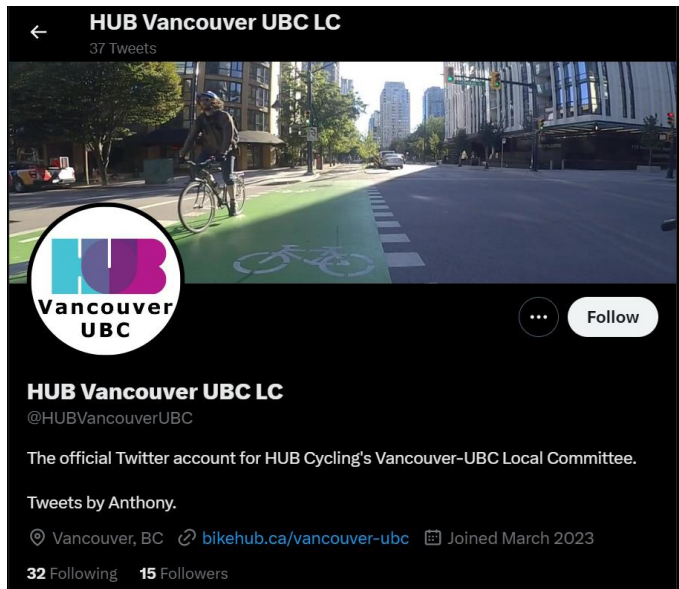 HUB Vancouver UBC LC
37 Tweets
HUB
Vancouver
UBC
Follow
HUB Vancouver UBC LC
@HUBVancouverUBC
The official Twitter account for HUB Cycling's Vancouver-UBC Local Committee.
Tweets by Anthony.
Vancouver, BC bikehub.ca/vancouver-ubc Joined March 2023
32 Following 15 Followers